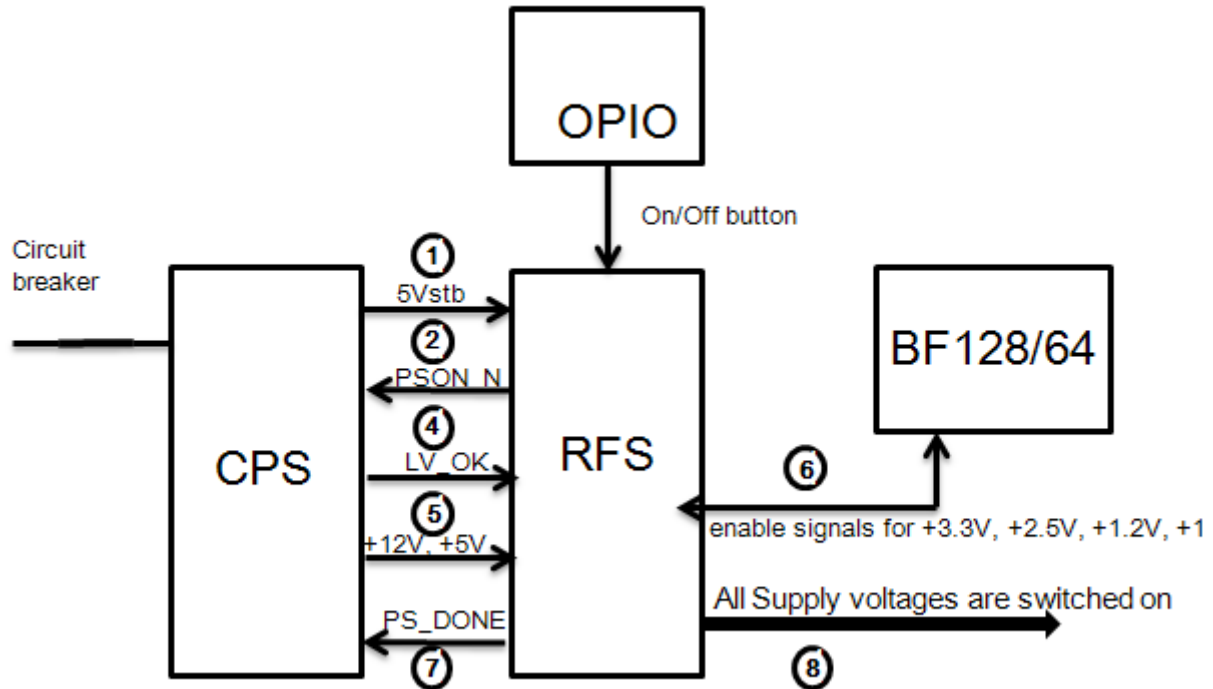 OPIO
On/Off button
Circuit
breaker
1
5Vstb
2
PSON_N
4
LV_OK
5
+12V, +5V
PS_DONE
7
CPS
RFS
BF128/64
6
enable signals for +3.3V, +2.5V, +1.2V, +1
All Supply voltages are switched on
8